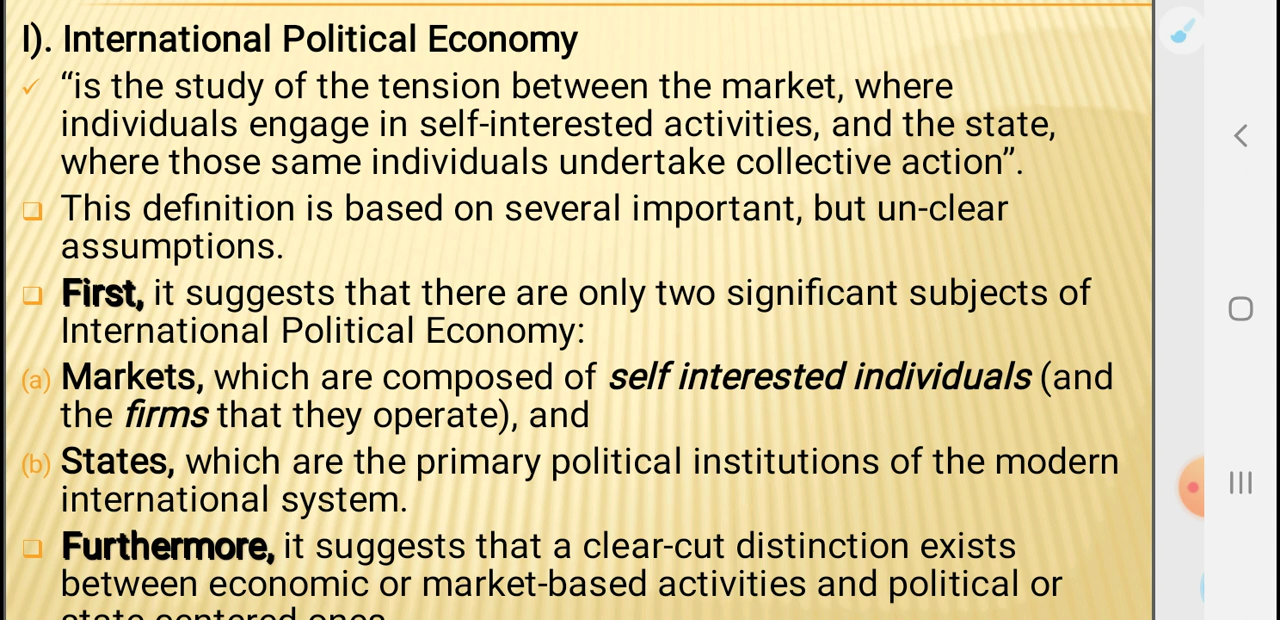 I). International Political Economy
✓ “is the study of the tension between the market, where
individuals engage in self-interested activities, and the state,
where those same individuals undertake collective action”.
❑ This definition is based on several important, but un-clear
assumptions.
❑ First, it suggests that there are only two significant subjects of
International Political Economy:
(a) Markets, which are composed of self interested individuals (and
the firms that they operate), and
(b) States, which are the primary political institutions of the modern
international system.
❑ Furthermore, it suggests that a clear-cut distinction exists
between economic or market-based activities and political or
state centered ones